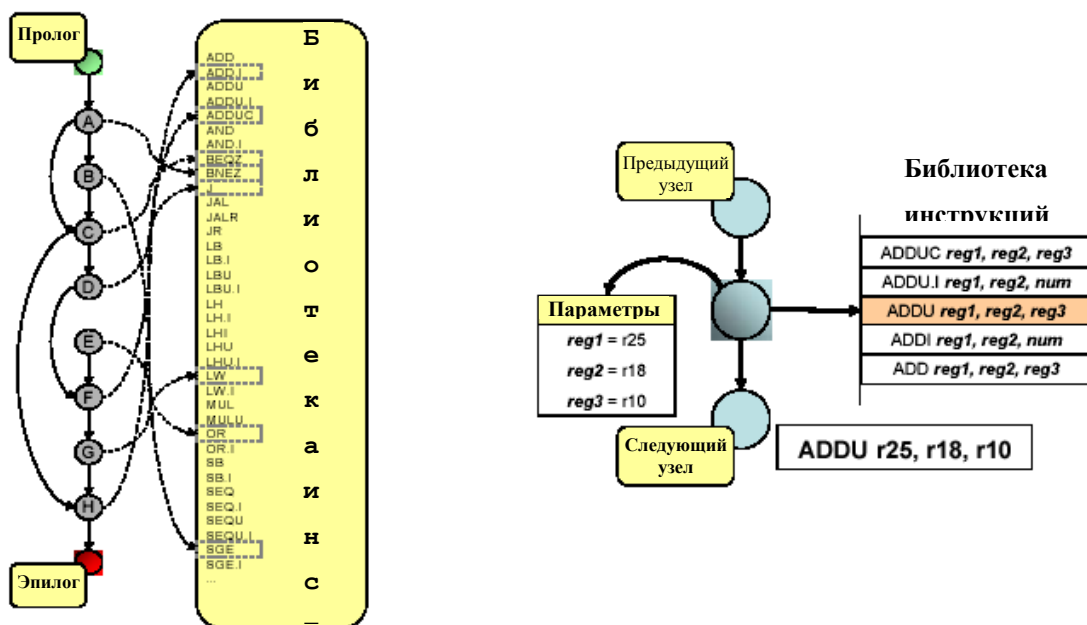 Пролог
A
B
C
D
E
F
G
H
Эпилог
ADD
ADD.I
ADDU
ADDU.I
ADDUC
AND
AND.I
BEQZ
BNEZ
J
JAL
JALR
JR
LB
LB.I
LBU
LBU.I
LH
LH.I
LHI
LHU
LHU.I
LW
LW.I
MUL
MULU
OR
OR.I
SB
SB.I
SEQ
SEQ.I
SEQU
SEQU.I
SGE
SGE.I
...
Б
и
б
л
и
о
т
е
к
а
и
н
с
Предыдущий
узел
Параметры
reg1 = r25
reg2 = r18
reg3 = r10
Следующий
узел
Библиотека
инструкций
ADDUC reg1, reg2, reg3
ADDU.I reg1, reg2, num
ADDU reg1, reg2, reg3
ADDI reg1, reg2, num
ADD reg1, reg2, reg3
ADDU r25, r18, r10